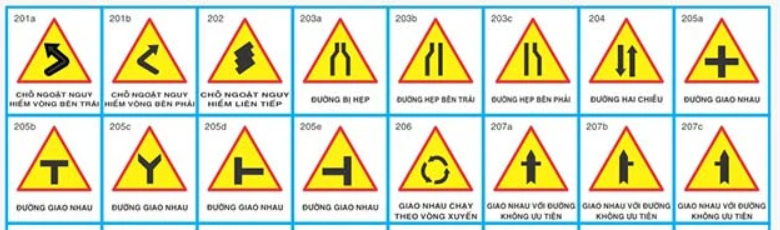 201a
CHỖ NGOẶT NGUY
HIỂM VÒNG BÊN TRÁI
201b
CHỖ NGOẶT NGUY
HIỂM VÒNG BÊN PHẢI
202
CHỖ NGOẶT NGUY
HIỂM LIÊN TIẾP
203a
ĐƯỜNG BỊ HẸP
203b
ĐƯỜNG HẸP BÊN TRÁI
203c
ĐƯỜNG HẸP BÊN PHẢI
204
ĐƯỜNG HAI CHIỀU
205a
ĐƯỜNG GIAO NHAU
205b
ĐƯỜNG GIAO NHAU
205c
ĐƯỜNG GIAO NHAU
205d
ĐƯỜNG GIAO NHAU
205e
ĐƯỜNG GIAO NHAU
206
GIAO NHAU CHẠY
THEO VÒNG XUYẾN
207a
GIAO NHAU VỚI ĐƯỜNG
KHÔNG ƯU TIÊN
207b
GIAO NHAU VỚI ĐƯỜNG
KHÔNG ƯU TIÊN
207c
GIAO NHAU VỚI ĐƯỜNG
KHÔNG ƯU TIÊN